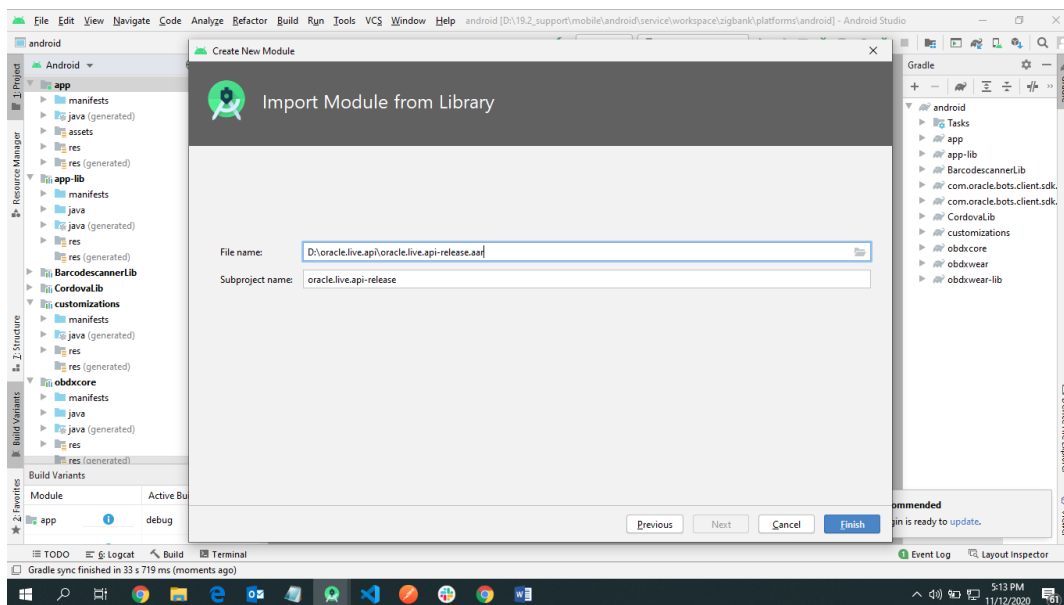 File Edit View Navigate Code Analyze Refactor Build Run Tools VCS Window Help android [D:\19.2_support\mobile\android\service\workspace\zigbank\platforms\android] - Android Studio
android
Create New Module
Import Module from Library
File name: D:\oracle.live.api\oracle.live.api-release.aar
Subproject name: oracle.live.api-release
Previous Next Cancel Finish
1: Project
Resource Manager
7: Structure
Build Variants
2: Favorites
Android
app
manifests
java (generated)
assets
res
res (generated)
app-lib
manifests
java
java (generated)
res
res (generated)
BarcodescannerLib
CordovaLib
customizations
manifests
java (generated)
res
res (generated)
obdxcore
manifests
java
java (generated)
res
res (generated)
Build Variants
Module Active Bu
app debug
Gradle
android
Tasks
app
app-lib
BarcodescannerLib
com.oracle.bots.client.sdk.
com.oracle.bots.client.sdk.
CordovaLib
customizations
obdxcore
obdxwear
obdxwear-lib
ommended
gin is ready to update.
TODO 6: Logcat Build Terminal Event Log Layout Inspector
Gradle sync finished in 33 s 719 ms (moments ago)
5:13 PM
11/12/2020